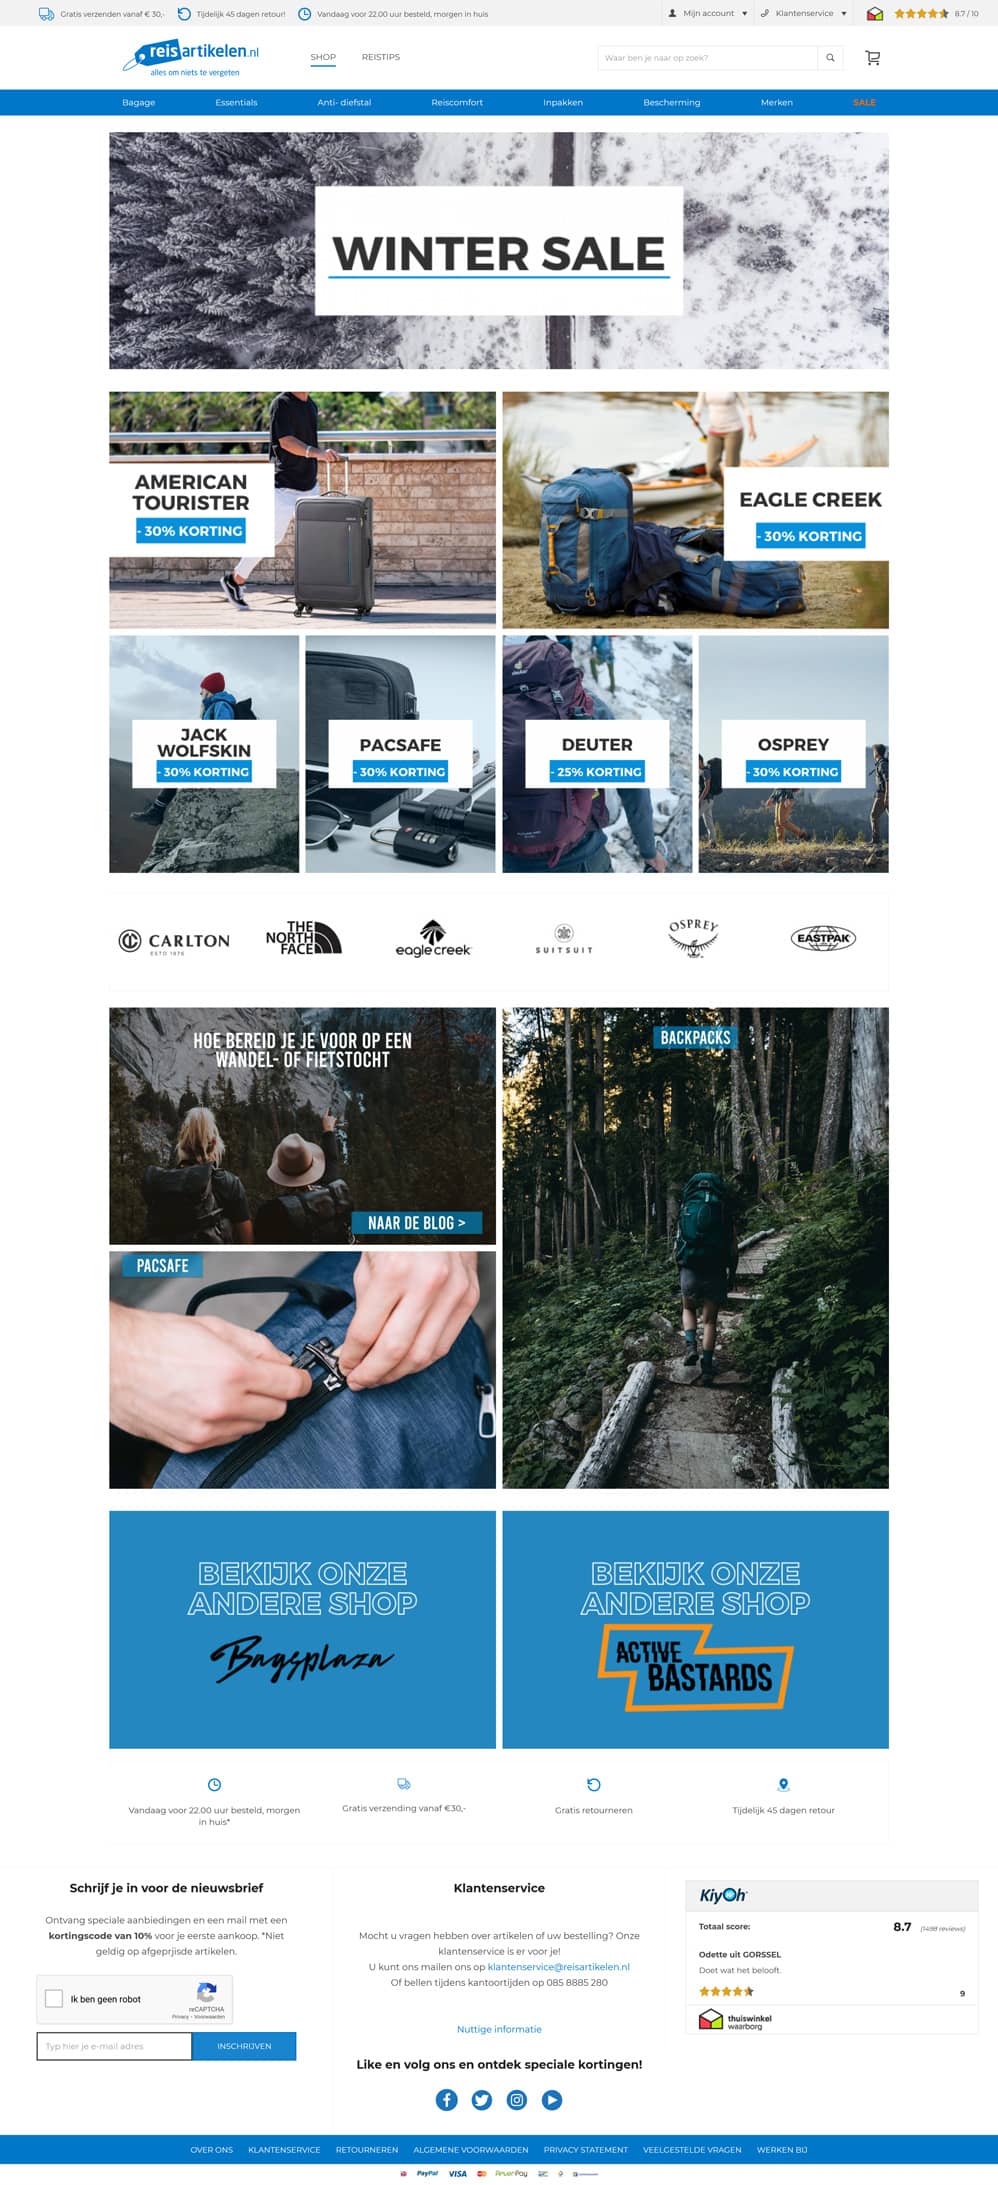 Gratis verzenden vanaf € 30,-
Tijdelijk 45 dagen retour!
Vandaag voor 22.00 uur besteld, morgen in huis
Mijn account
Klantenservice
8.7 / 10
reisartikelen.nl
alles om niets te vergeten
SHOP
REISTIPS
Waar ben je naar op zoek?
Bagage
Essentials
Anti- diefstal
Reiscomfort
Inpakken
Bescherming
Merken
SALE
WINTER SALE
AMERICAN
TOURISTER
- 30% KORTING
EAGLE CREEK
- 30% KORTING
JACK
WOLFSKIN
- 30% KORTING
PACSAFE
- 30% KORTING
deuter
DEUTER
- 25% KORTING
OSPREY
- 30% KORTING
CARLTON
ESTD 1976
THE
NORTH
FACE
eagle creek
SUITSUIT
OSPREY
EASTPAK
HOE BEREID JE JE VOOR OP EEN
WANDEL- OF FIETSTOCHT
NAAR DE BLOG >
BACKPACKS
PACSAFE
BEKIJK ONZE
ANDERE SHOP
Bagsplaza
BEKIJK ONZE
ANDERE SHOP
ACTIVE
BASTARDS
Vandaag voor 22.00 uur besteld, morgen
in huis*
Gratis verzending vanaf €30,-
Gratis retourneren
Tijdelijk 45 dagen retour
Schrijf je in voor de nieuwsbrief
Ontvang speciale aanbiedingen en een mail met een
kortingscode van 10% voor je eerste aankoop. *Niet
geldig op afgeprijsde artikelen.
Ik ben geen robot
reCAPTCHA
Privacy - Voorwaarden
Typ hier je e-mail adres
INSCHRIJVEN
Klantenservice
Mocht u vragen hebben over artikelen of uw bestelling? Onze
klantenservice is er voor je!
U kunt ons mailen ons op klantenservice@reisartikelen.nl
Of bellen tijdens kantoortijden op 085 8885 280
Nuttige informatie
Like en volg ons en ontdek speciale kortingen!
KiyOh
Totaal score:
8.7 (1498 reviews)
Odette uit GORSSEL
Doet wat het belooft.
9
thuiswinkel
waarborg
OVER ONS
KLANTENSERVICE
RETOURNEREN
ALGEMENE VOORWAARDEN
PRIVACY STATEMENT
VEELGESTELDE VRAGEN
WERKEN BIJ
PayPal
VISA
AfterPay